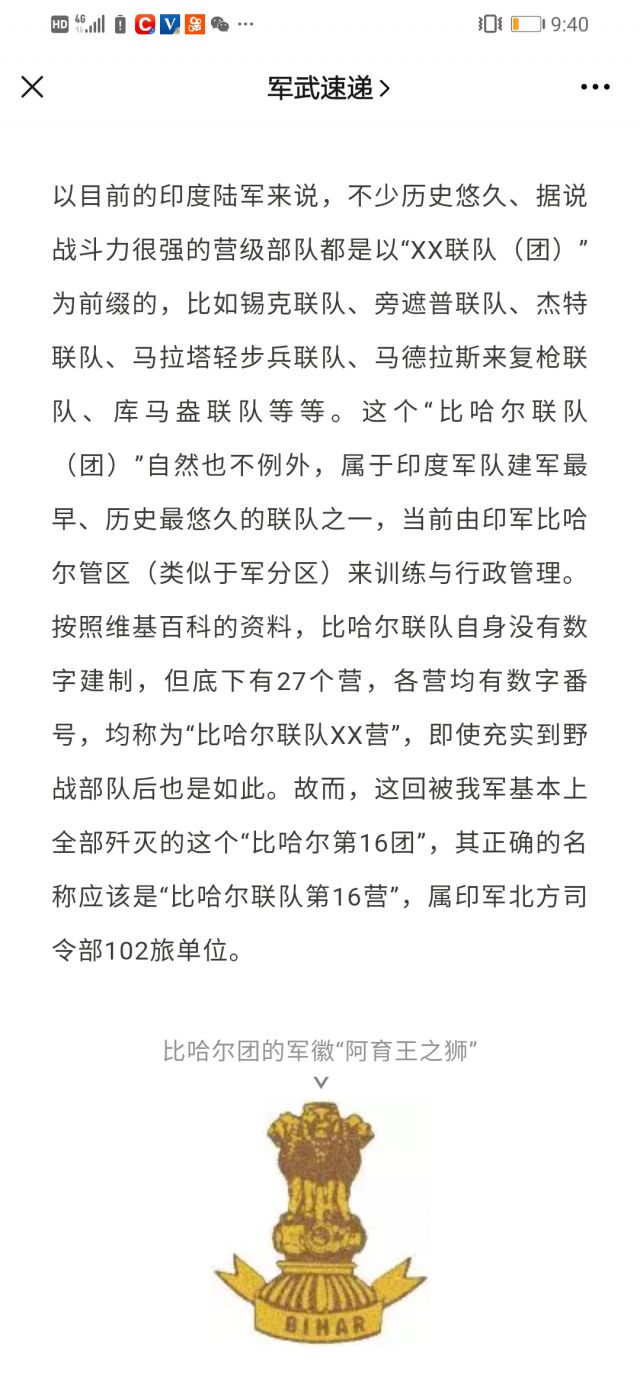 HD 4G 9:40
军武速递
以目前的印度陆军来说，不少历史悠久、据说
战斗力很强的营级部队都是以“XX联队（团）”
为前缀的，比如锡克联队、旁遮普联队、杰特
联队、马拉塔轻步兵联队、马德拉斯来复枪联
队、库马盎联队等等。这个“比哈尔联队
（团）”自然也不例外，属于印度军队建军最
早、历史最悠久的联队之一，当前由印军比哈
尔管区（类似于军分区）来训练与行政管理。
按照维基百科的资料，比哈尔联队自身没有数
字建制，但底下有27个营，各营均有数字番
号，均称为“比哈尔联队XX营”，即使充实到野
战部队后也是如此。故而，这回被我军基本上
全部歼灭的这个“比哈尔第16团”，其正确的名
称应该是“比哈尔联队第16营”，属印军北方司
令部102旅单位。
比哈尔团的军徽“阿育王之狮”
BIHAR